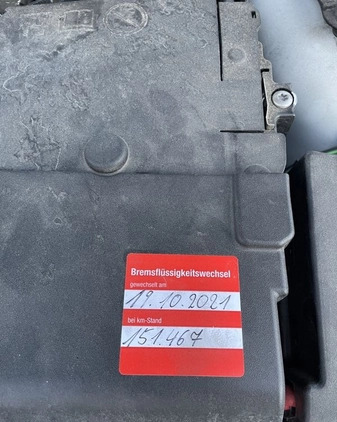 Bremsflüssigkeitswechsel
gewechselt am
19.10.2021
bei km-Stand
151.467